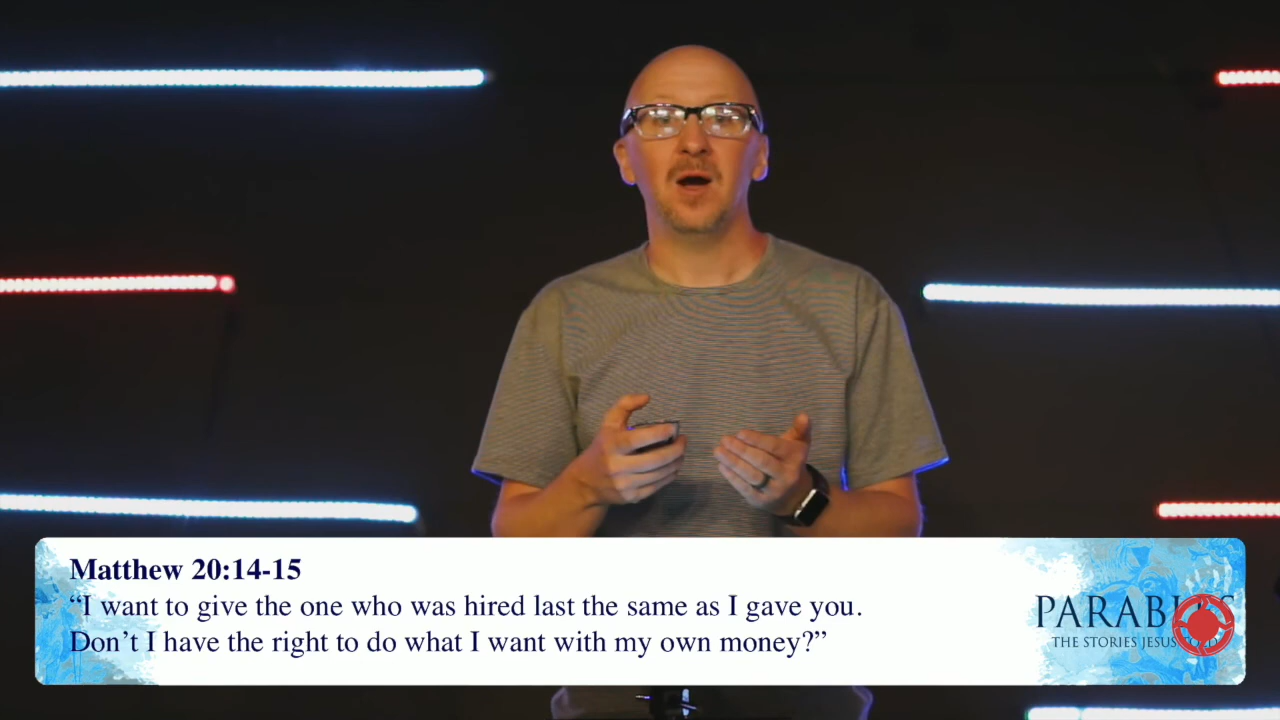 Matthew 20:14-15
“I want to give the one who was hired last the same as I gave you.
Don’t I have the right to do what I want with my own money?”
THE STORIES JESUS